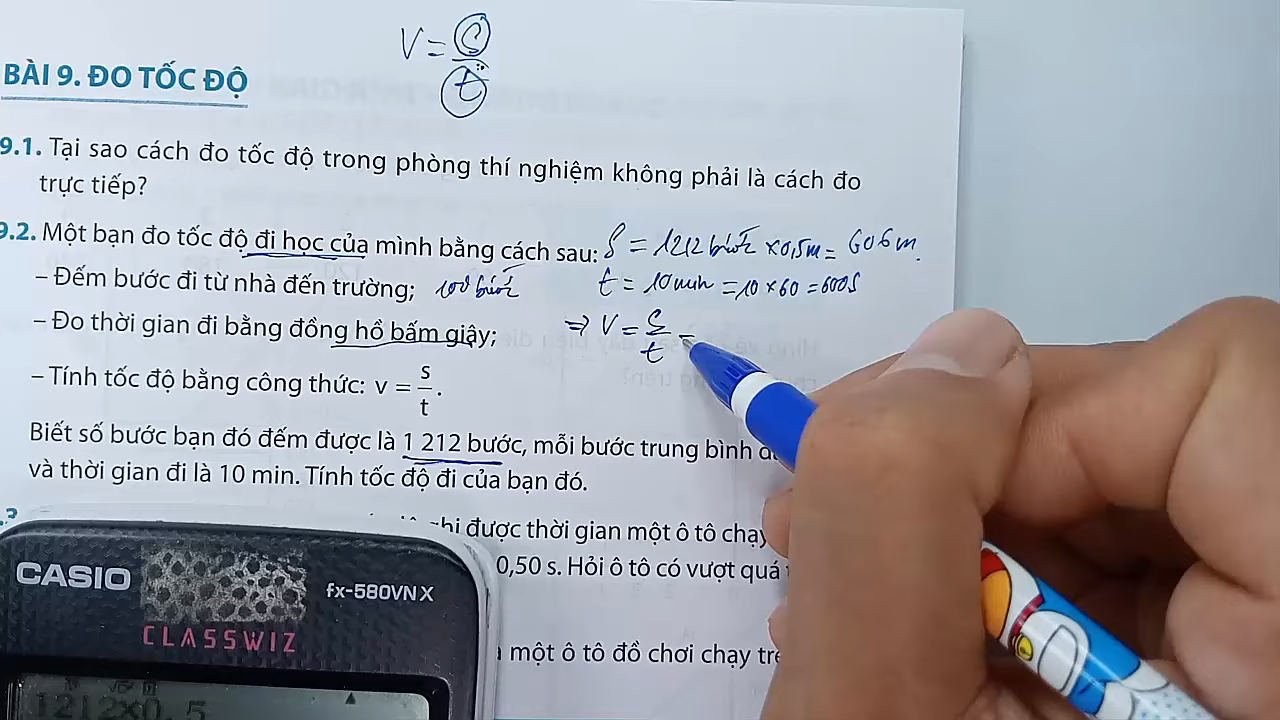 V = S/t
BÀI 9. ĐO TỐC ĐỘ
9.1. Tại sao cách đo tốc độ trong phòng thí nghiệm không phải là cách đo
trực tiếp?
9.2. Một bạn đo tốc độ đi học của mình bằng cách sau: S = 1212 bước x 0,5m = 606m.
– Đếm bước đi từ nhà đến trường; 100 bước t = 10 min = 10 x 60 = 600s
– Đo thời gian đi bằng đồng hồ bấm giây; => V = S/t =
– Tính tốc độ bằng công thức: v = s/t.
Biết số bước bạn đó đếm được là 1 212 bước, mỗi bước trung bình
và thời gian đi là 10 min. Tính tốc độ đi của bạn đó.
ghi được thời gian một ô tô chạy
0,50 s. Hỏi ô tô có vượt quá
một ô tô đồ chơi chạy
CASIO
fx-580VN X
CLASSWIZ
1212x0.5